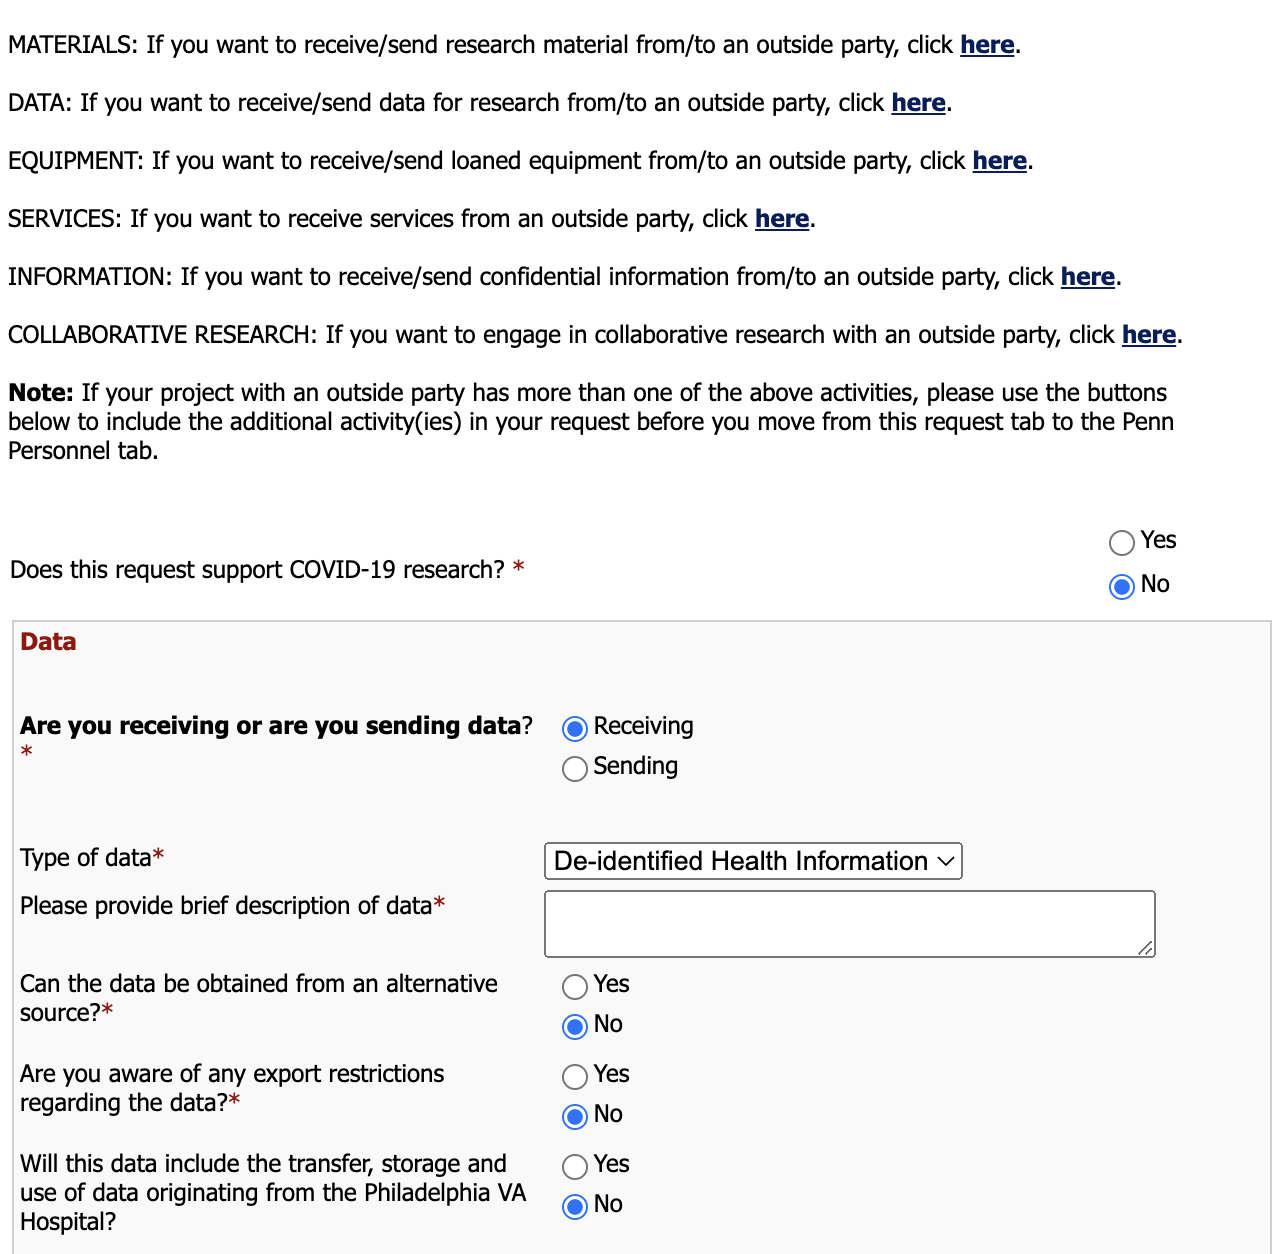 MATERIALS: If you want to receive/send research material from/to an outside party, click here.
DATA: If you want to receive/send data for research from/to an outside party, click here.
EQUIPMENT: If you want to receive/send loaned equipment from/to an outside party, click here.
SERVICES: If you want to receive services from an outside party, click here.
INFORMATION: If you want to receive/send confidential information from/to an outside party, click here.
COLLABORATIVE RESEARCH: If you want to engage in collaborative research with an outside party, click here.
Note: If your project with an outside party has more than one of the above activities, please use the buttons
below to include the additional activity(ies) in your request before you move from this request tab to the Penn
Personnel tab.
Does this request support COVID-19 research? *
Yes
No
Data
Are you receiving or are you sending data?
*
Receiving
Sending
Type of data*
De-identified Health Information
Please provide brief description of data*
Can the data be obtained from an alternative
source?*
Yes
No
Are you aware of any export restrictions
regarding the data?*
Yes
No
Will this data include the transfer, storage and
use of data originating from the Philadelphia VA
Hospital?
Yes
No